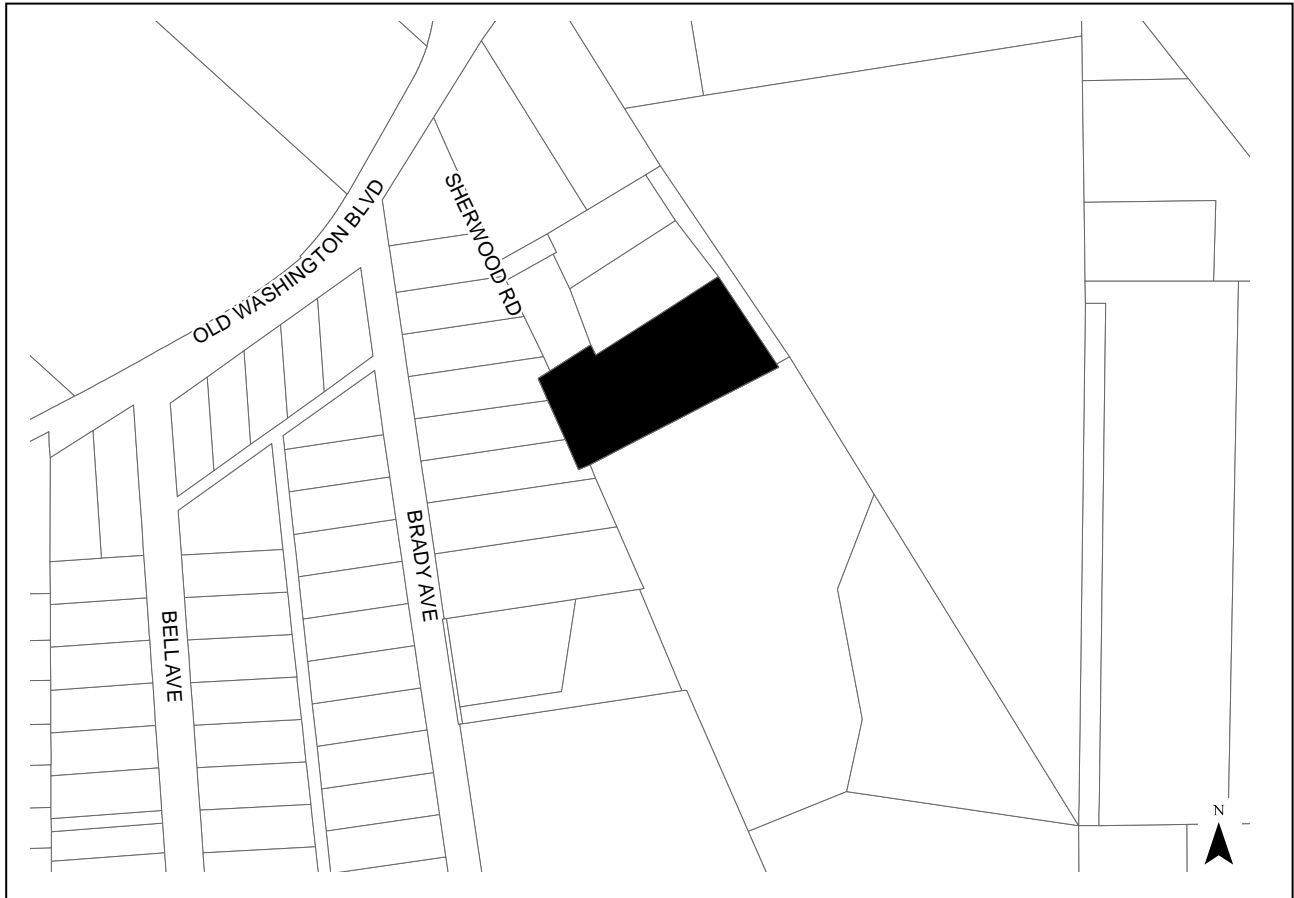 OLD WASHINGTON BLVD
SHERWOOD RD
BRADY AVE
BELL AVE
N